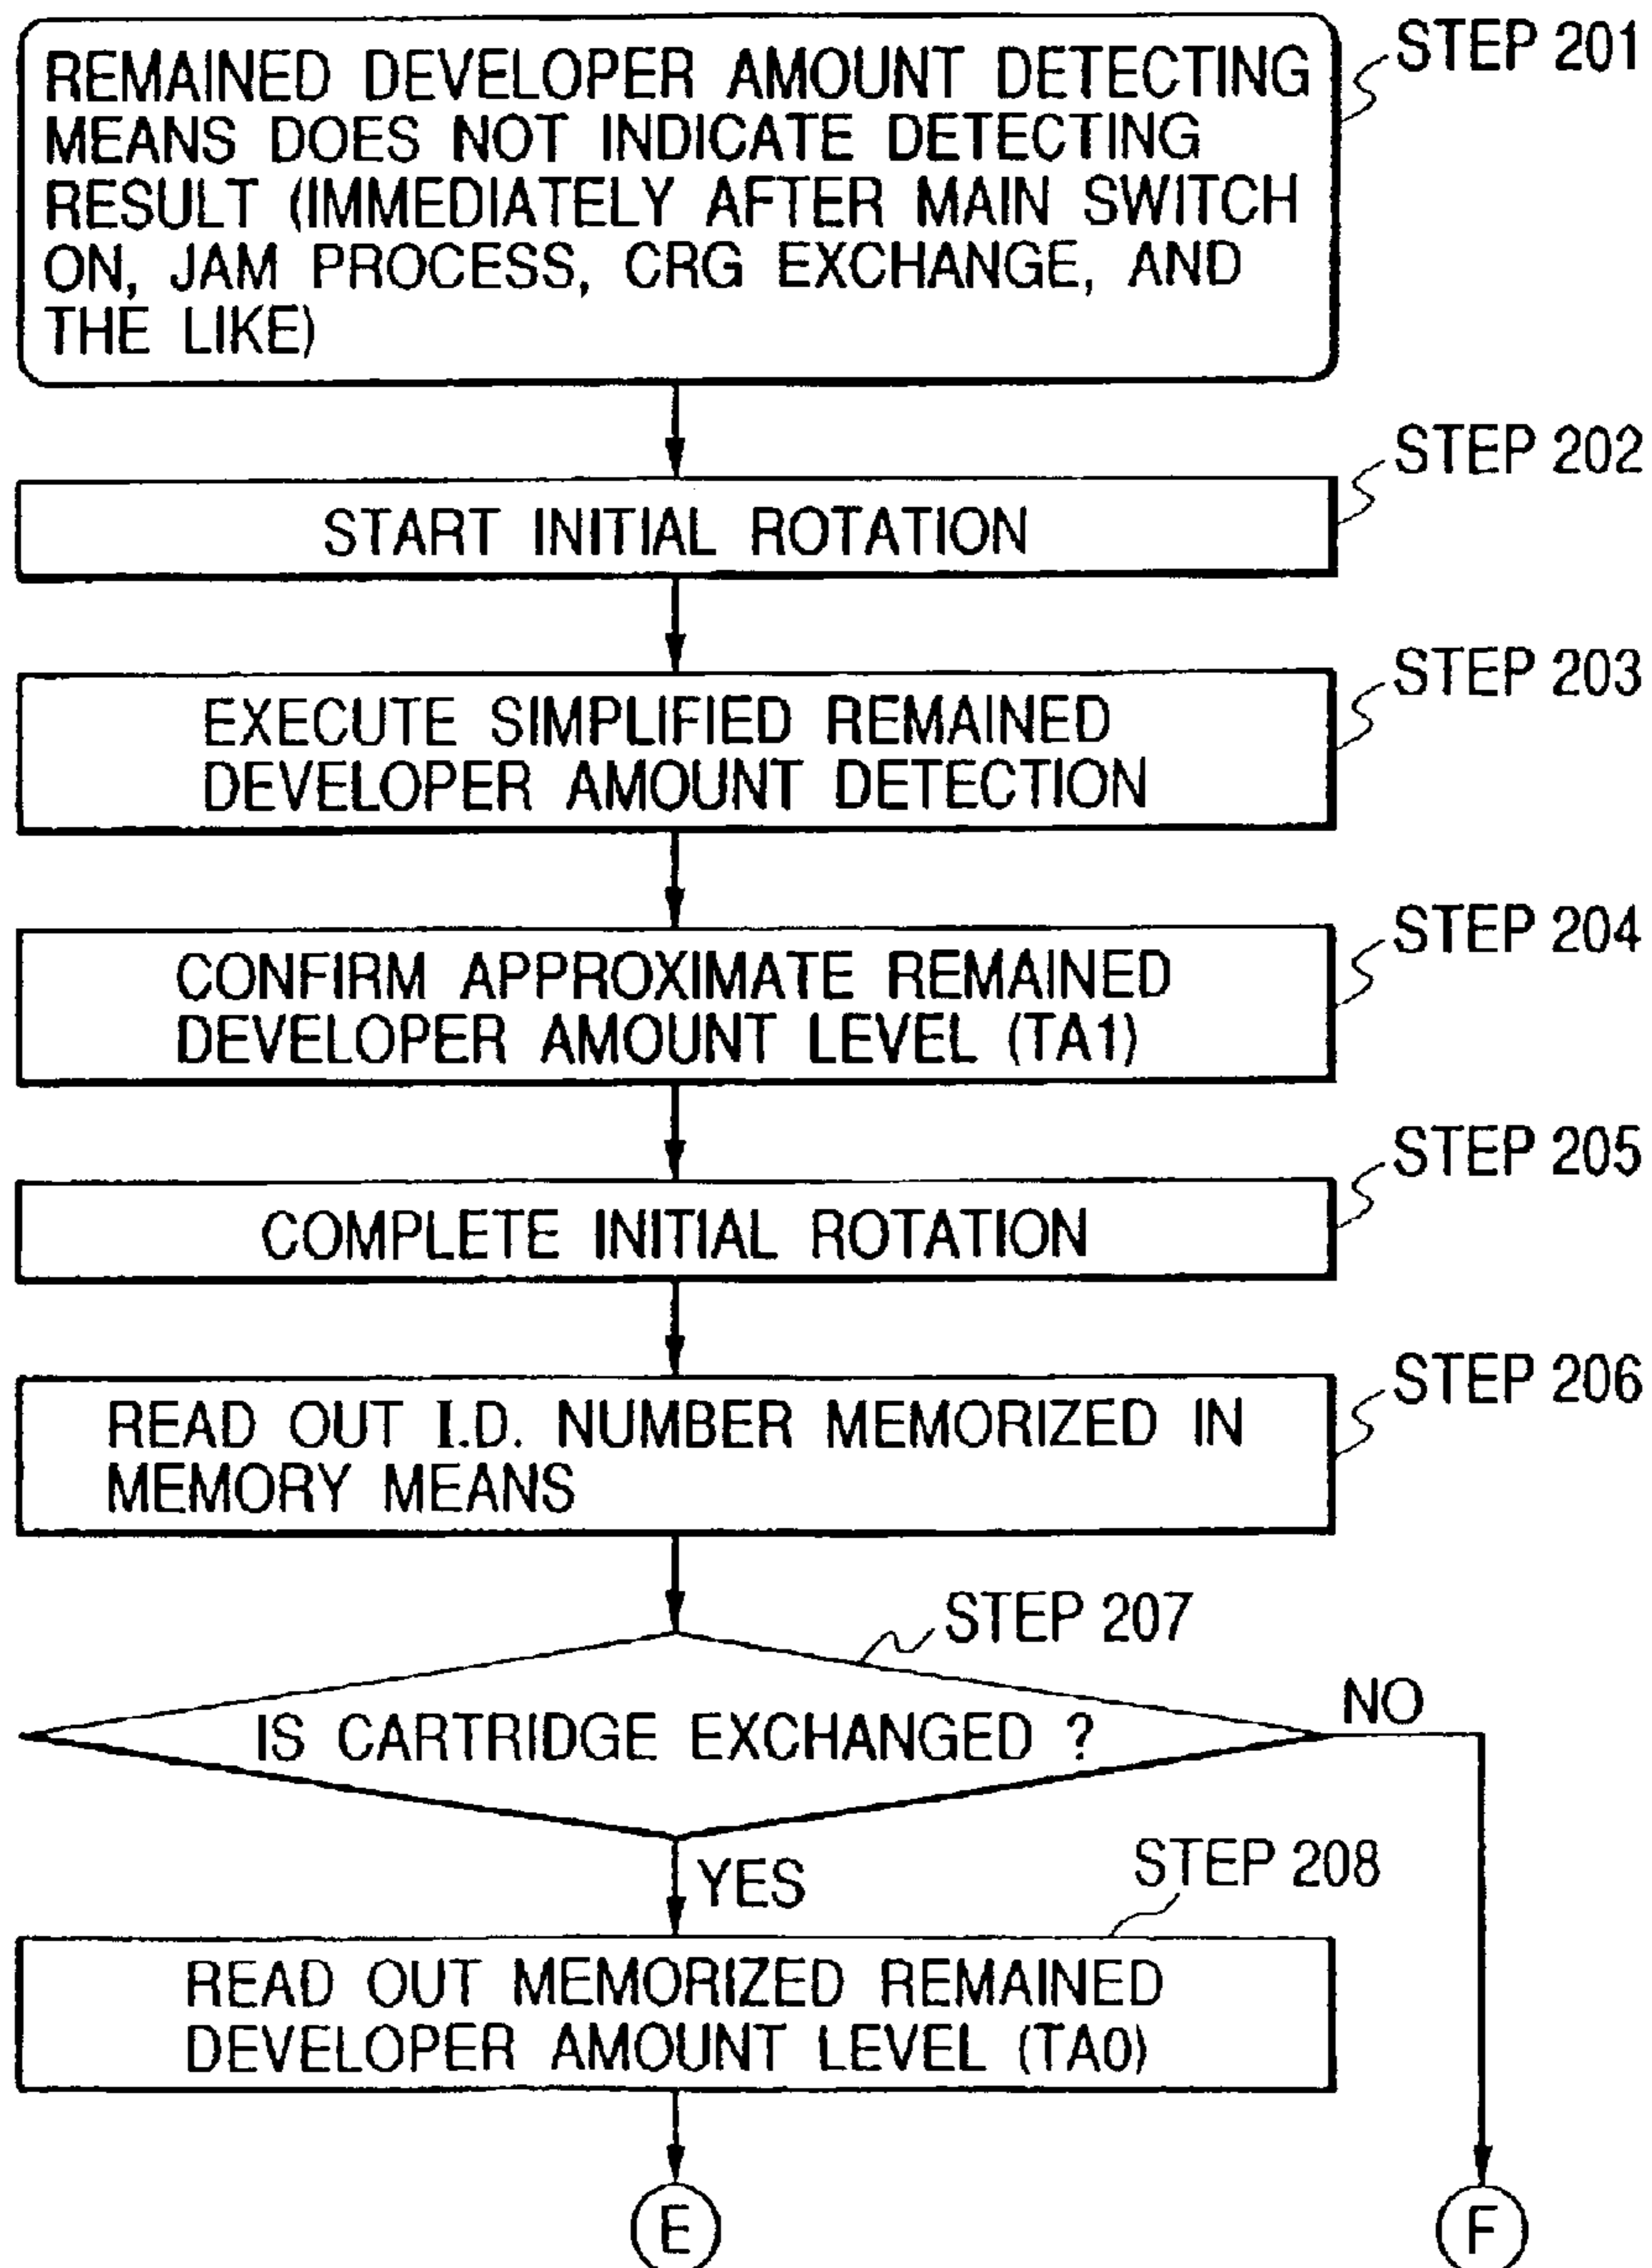 STEP 201
REMAINED DEVELOPER AMOUNT DETECTING
MEANS DOES NOT INDICATE DETECTING
RESULT (IMMEDIATELY AFTER MAIN SWITCH
ON, JAM PROCESS, CRG EXCHANGE, AND
THE LIKE)
STEP 202
START INITIAL ROTATION
STEP 203
EXECUTE SIMPLIFIED REMAINED
DEVELOPER AMOUNT DETECTION
STEP 204
CONFIRM APPROXIMATE REMAINED
DEVELOPER AMOUNT LEVEL (TA1)
STEP 205
COMPLETE INITIAL ROTATION
STEP 206
READ OUT I.D. NUMBER MEMORIZED IN
MEMORY MEANS
STEP 207
IS CARTRIDGE EXCHANGED ?
NO
YES
STEP 208
READ OUT MEMORIZED REMAINED
DEVELOPER AMOUNT LEVEL (TA0)
E
F